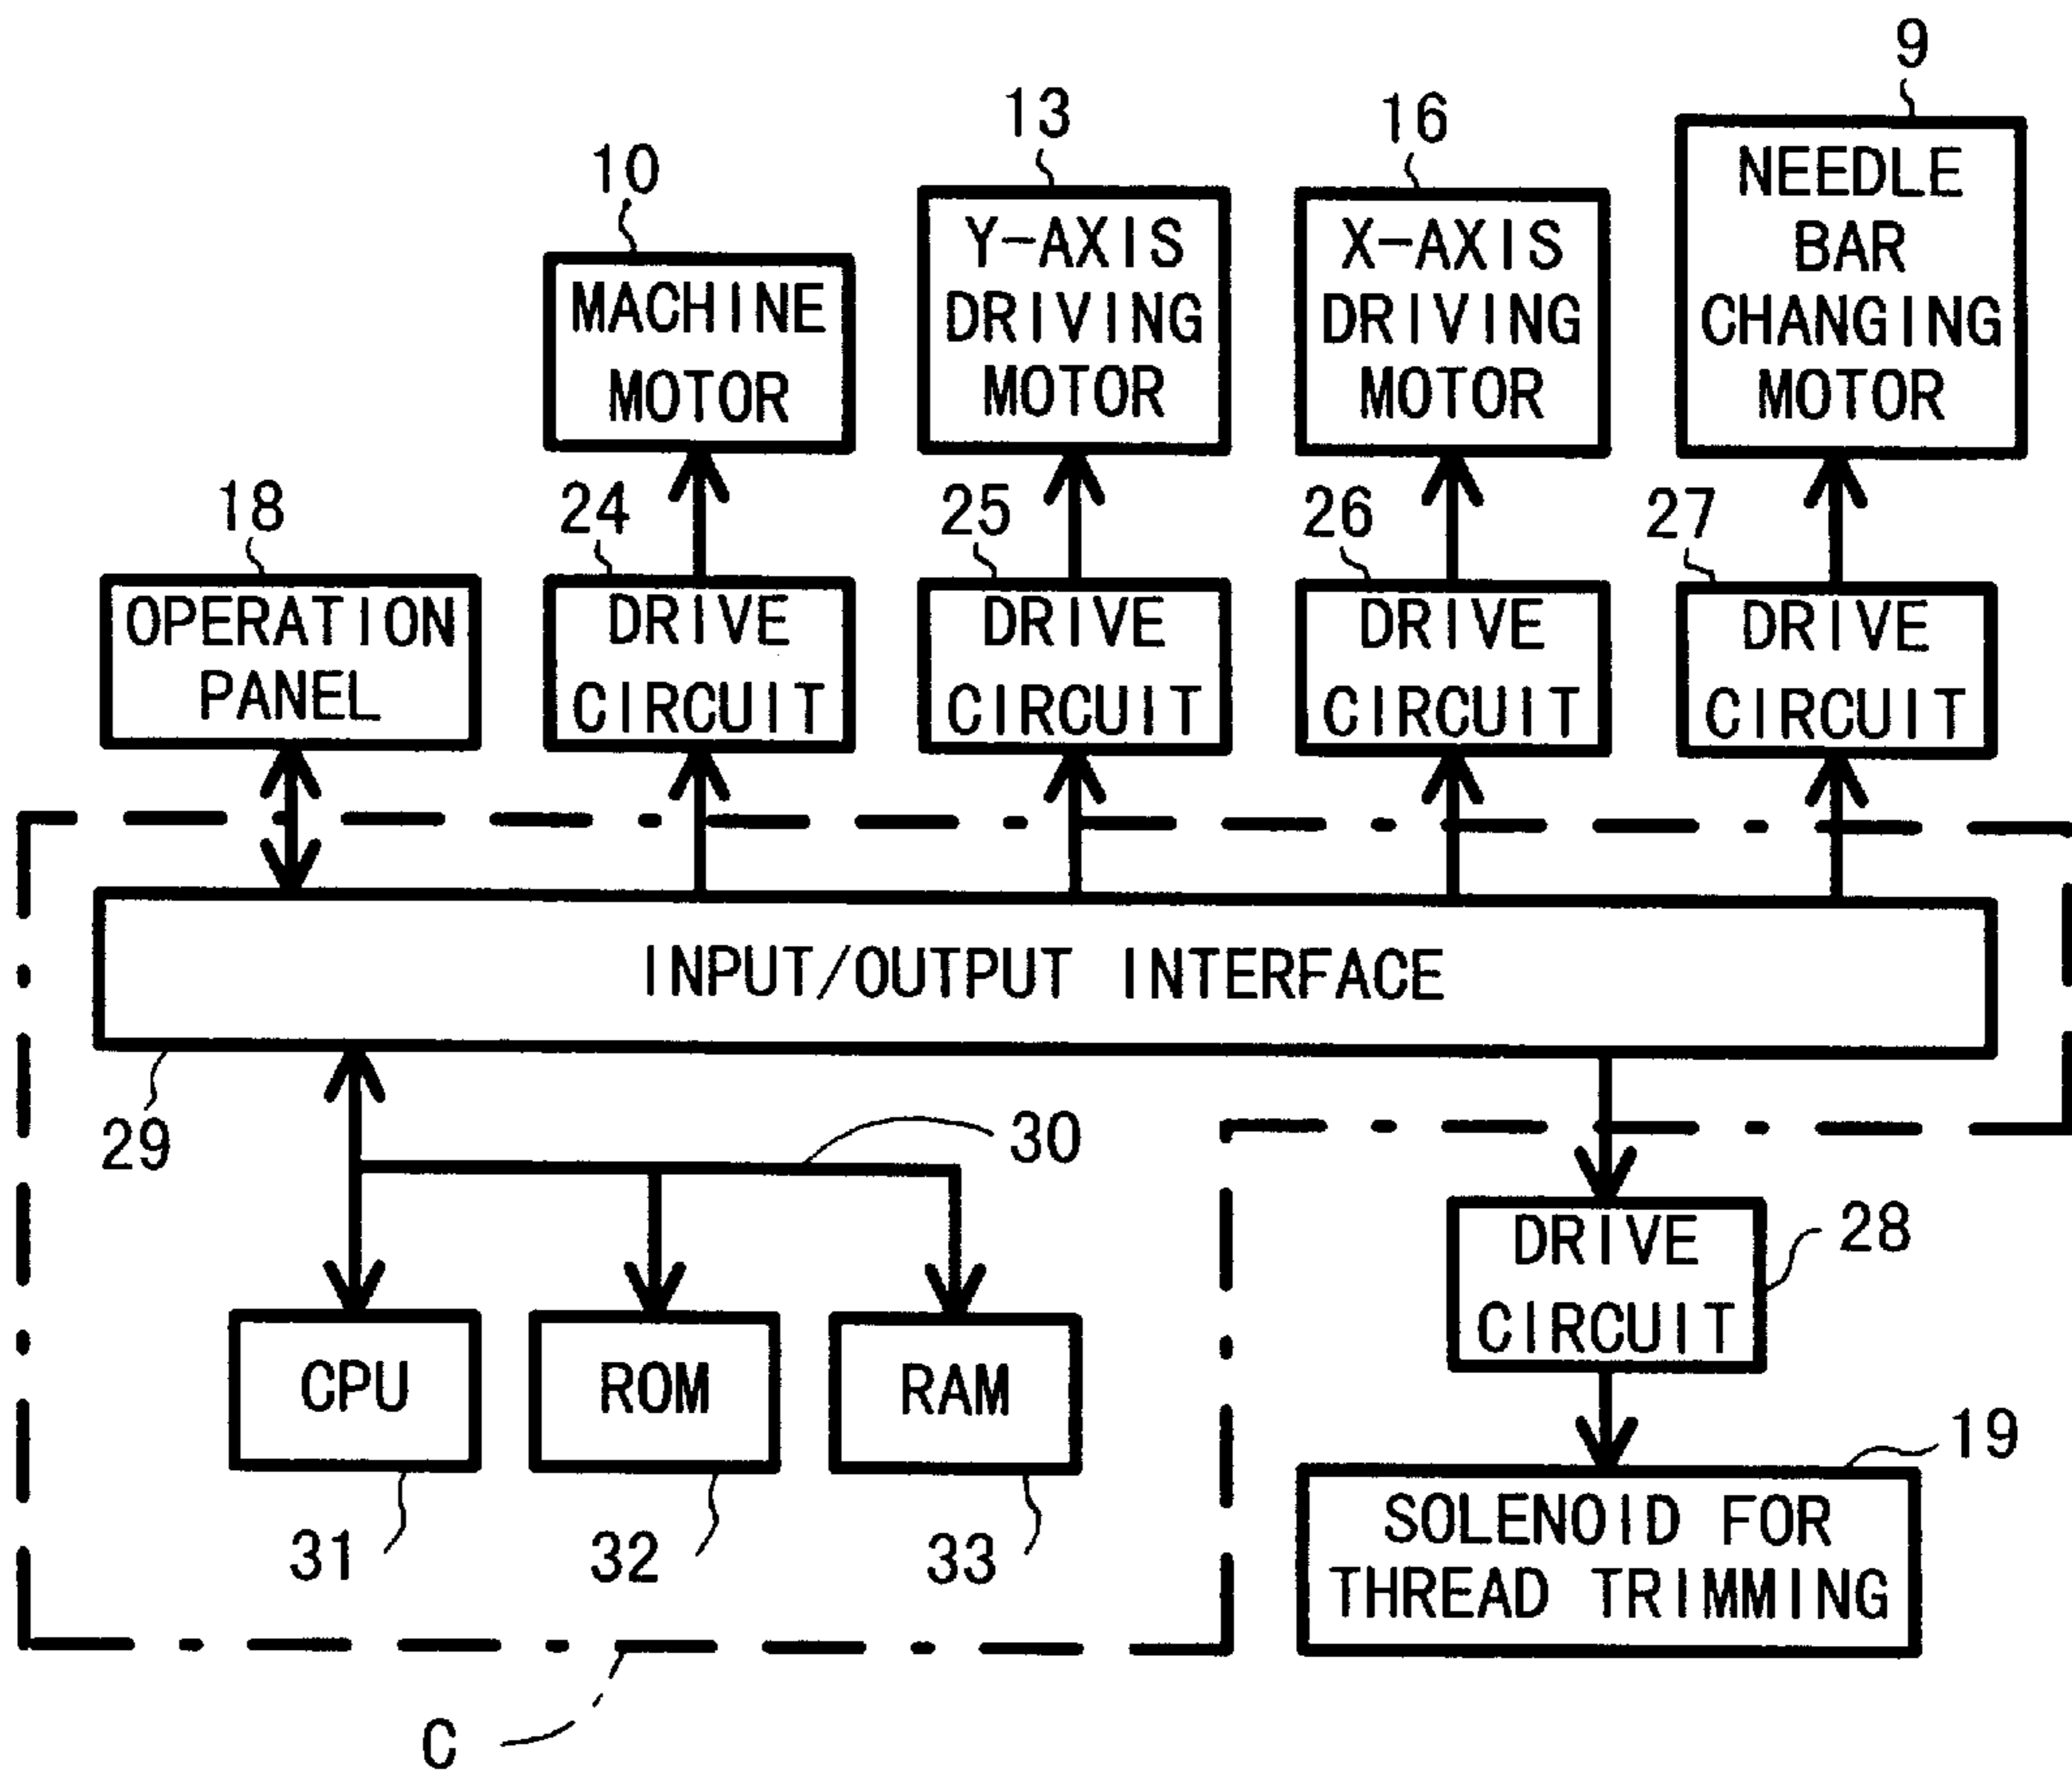 9
13
16
10
NEEDLE
BAR
CHANGING
MOTOR
Y-AXIS
DRIVING
MOTOR
X-AXIS
DRIVING
MOTOR
MACHINE
MOTOR
18
24
25
26
27
OPERATION
PANEL
DRIVE
CIRCUIT
DRIVE
CIRCUIT
DRIVE
CIRCUIT
DRIVE
CIRCUIT
INPUT/OUTPUT INTERFACE
29
30
DRIVE
CIRCUIT
28
CPU
ROM
RAM
31
32
33
19
SOLENOID FOR
THREAD TRIMMING
C